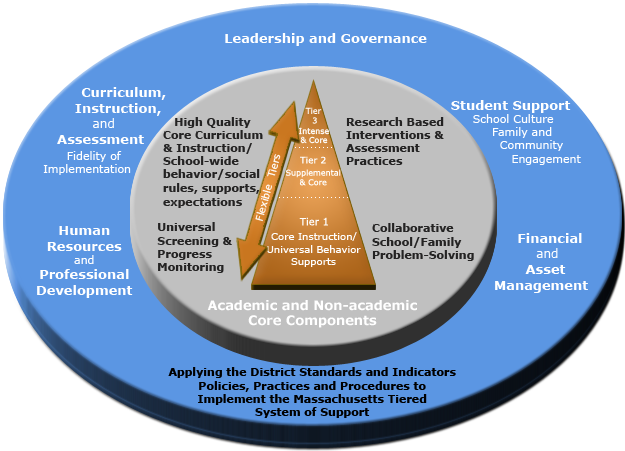 Leadership and Governance
Curriculum,
Instruction,
and
Assessment
Fidelity of
Implementation
Student Support
School Culture
Family and
Community
Engagement
High Quality
Core Curriculum
& Instruction/
School-wide
behavior/social
rules, supports,
expectations
Tier
3
Intense
& Core
Research Based
Interventions &
Assessment
Practices
Tier 2
Supplemental
& Core
Flexible Tiers
Tier 1
Core Instruction/
Universal Behavior
Supports
Universal
Screening &
Progress
Monitoring
Collaborative
School/Family
Problem-Solving
Human
Resources
and
Professional
Development
Financial
and
Asset
Management
Academic and Non-academic
Core Components
Applying the District Standards and Indicators
Policies, Practices and Procedures to
Implement the Massachusetts Tiered
System of Support